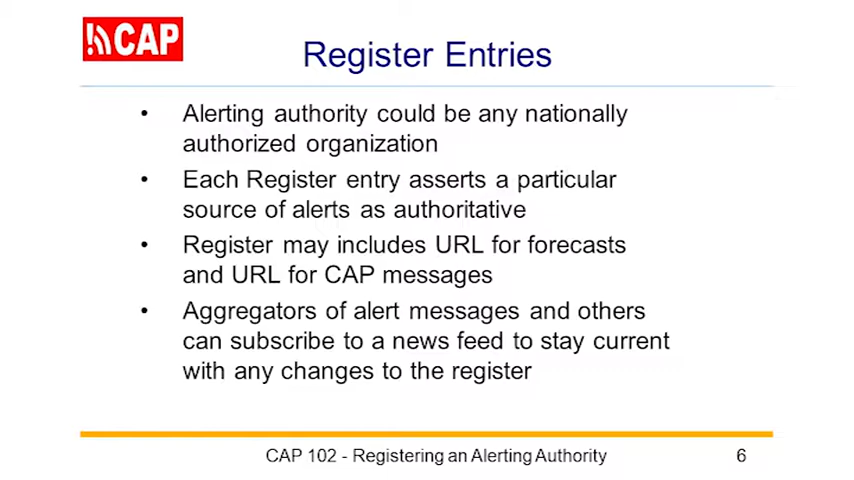 CAP
Register Entries
• Alerting authority could be any nationally
authorized organization
• Each Register entry asserts a particular
source of alerts as authoritative
• Register may includes URL for forecasts
and URL for CAP messages
• Aggregators of alert messages and others
can subscribe to a news feed to stay current
with any changes to the register
CAP 102 - Registering an Alerting Authority 6